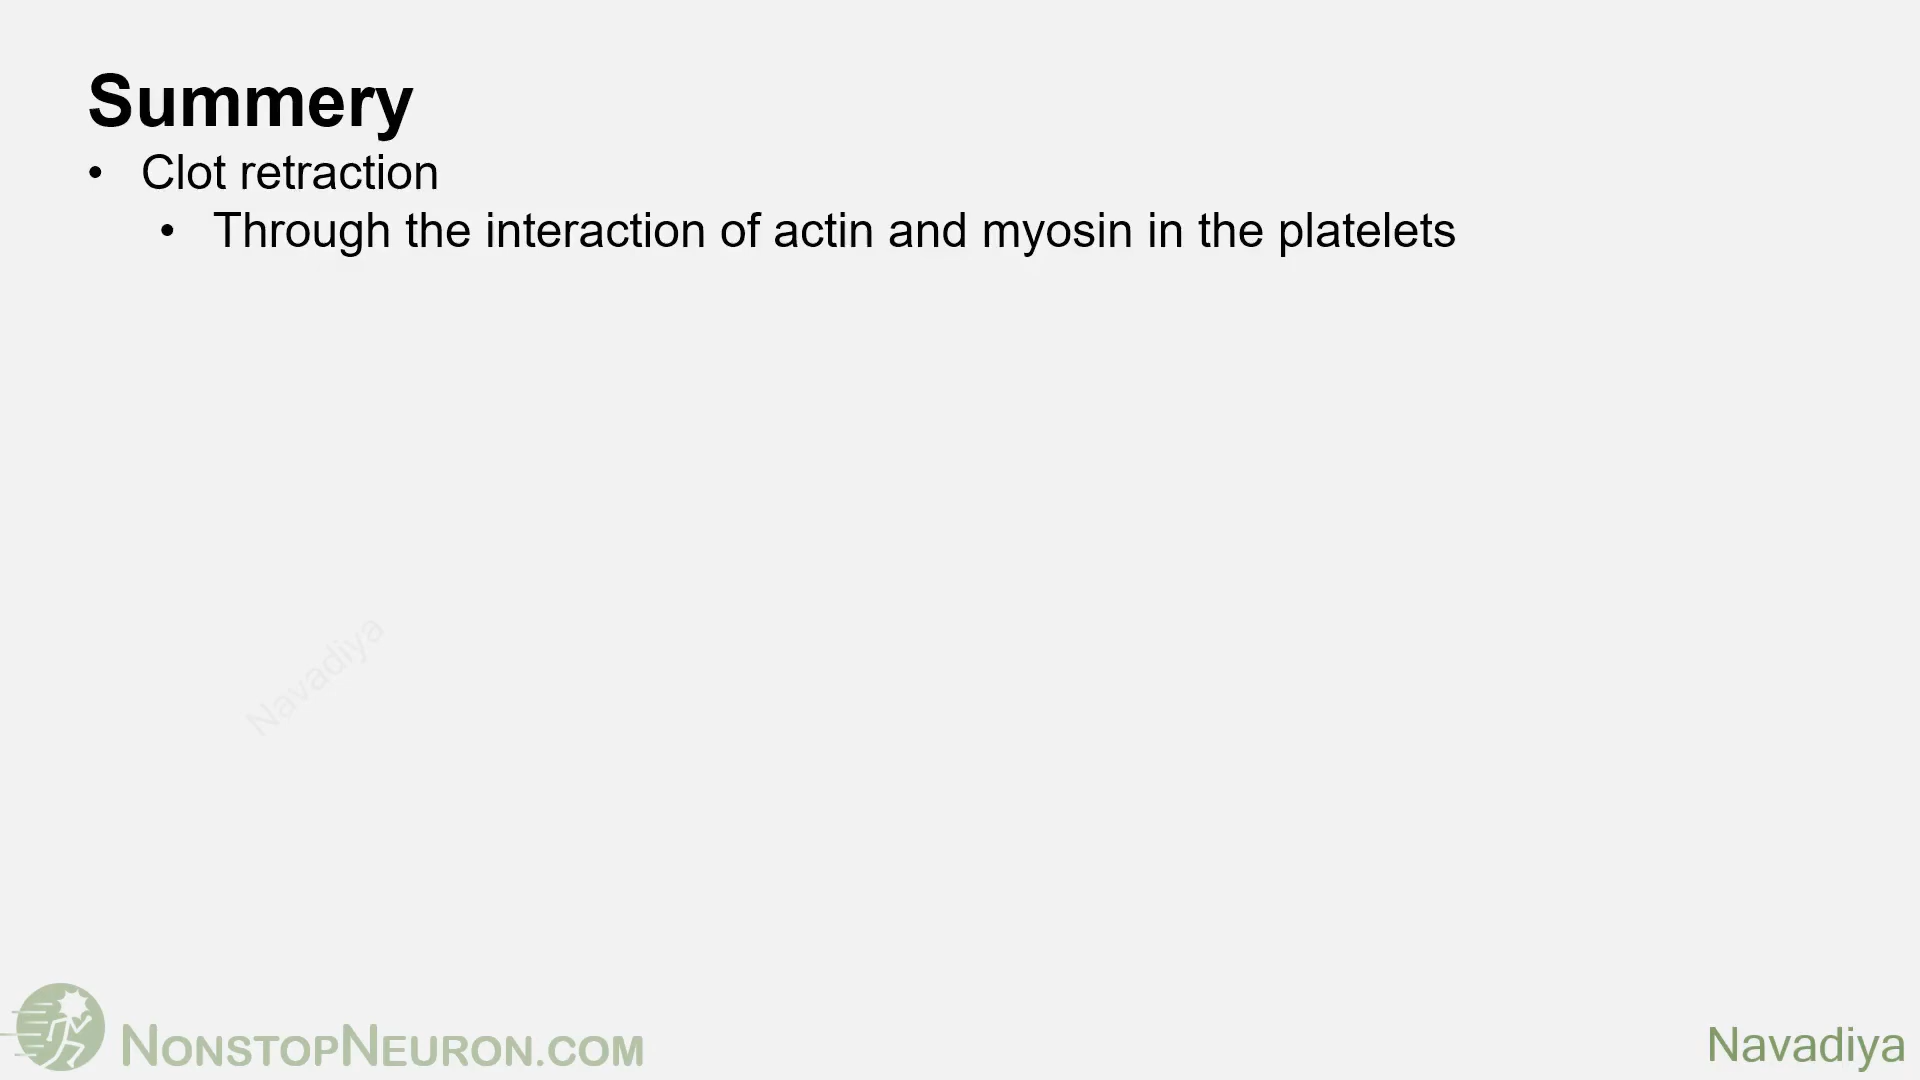 Summery
• Clot retraction
• Through the interaction of actin and myosin in the platelets
Navadiya
NONSTOPNEURON.COM
Navadiya